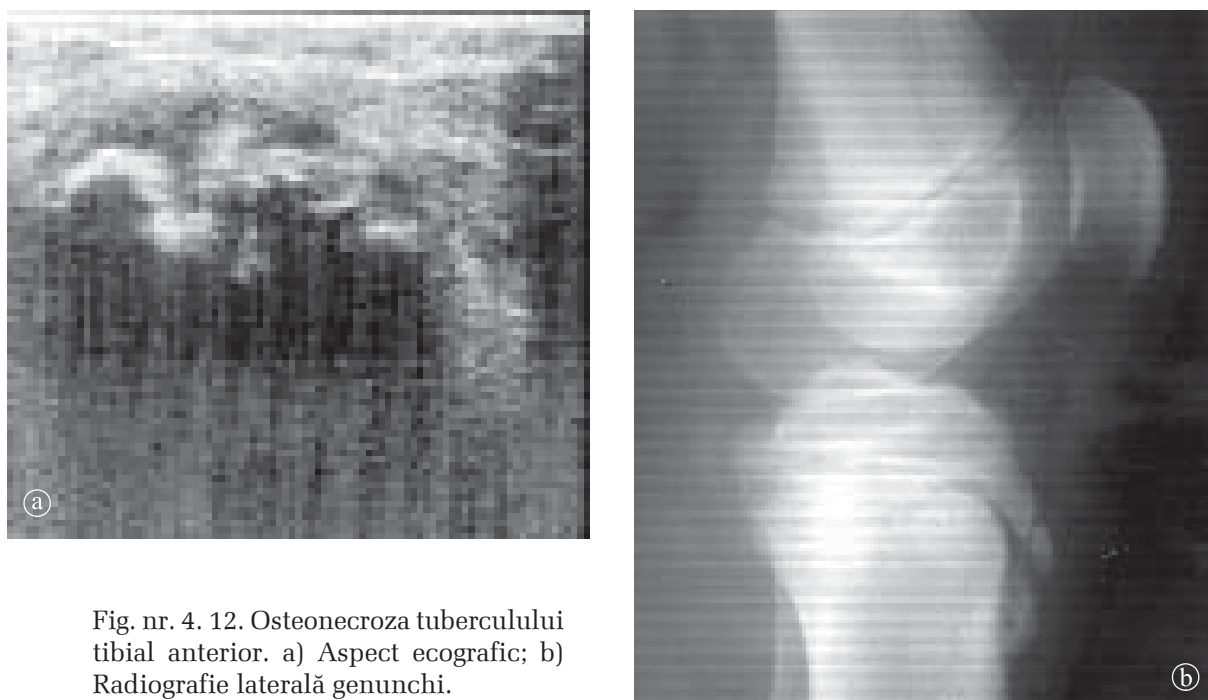 a
b
Fig. nr. 4. 12. Osteonecroza tuberculului
tibial anterior. a) Aspect ecografic; b)
Radiografie laterală genunchi.